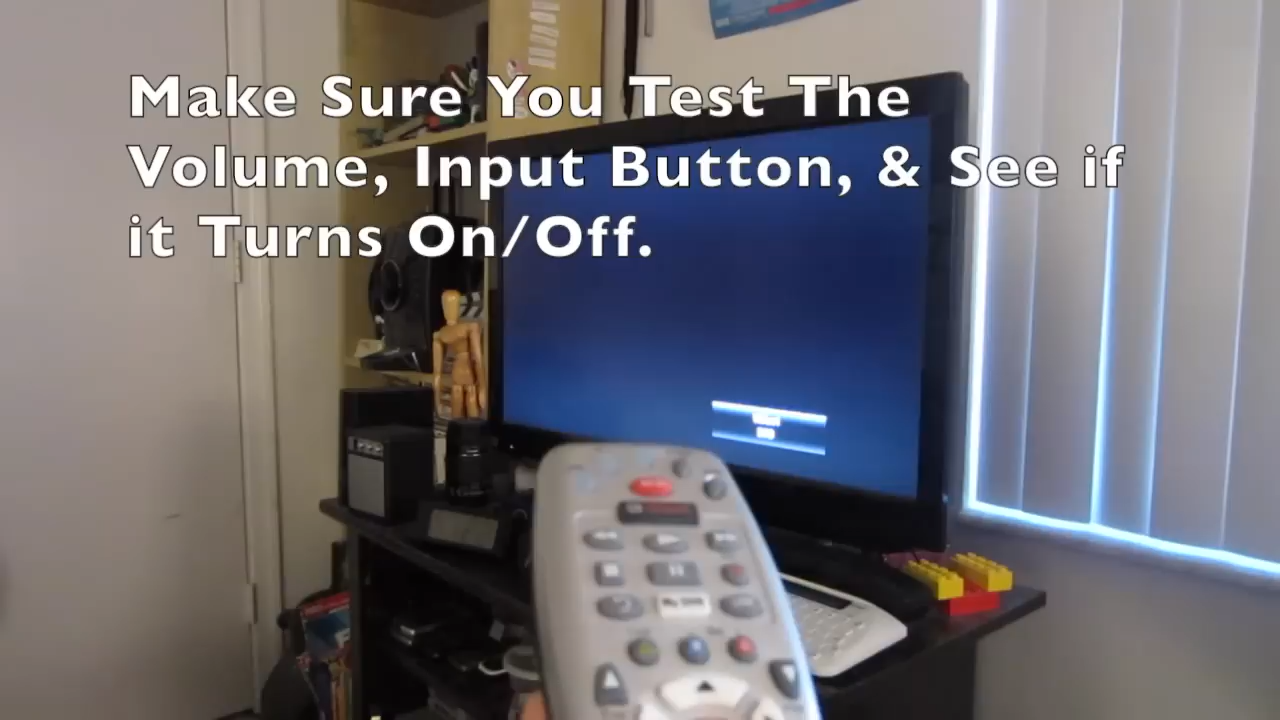 Make Sure You Test The
Volume, Input Button, & See if
it Turns On/Off.